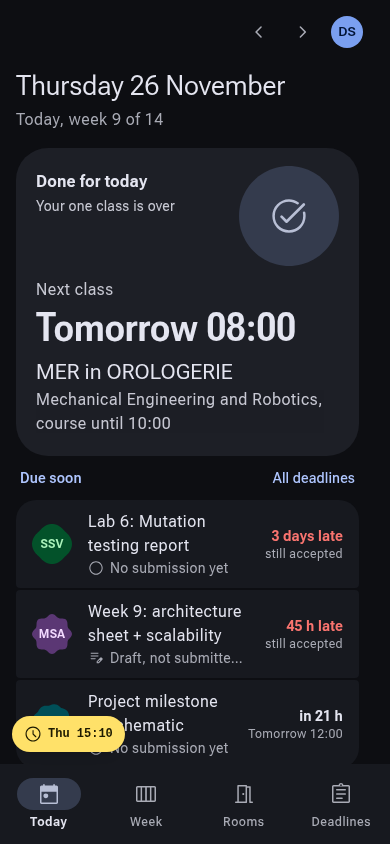 DS
Thursday 26 November
Today, week 9 of 14
Done for today
Your one class is over
Next class
Tomorrow 08:00
MER in OROLOGERIE
Mechanical Engineering and Robotics,
course until 10:00
Due soon
All deadlines
SSV
Lab 6: Mutation
testing report
No submission yet
3 days late
still accepted
MSA
Week 9: architecture
sheet + scalability
Draft, not submitte...
45 h late
still accepted
Project milestone
hematic
No submission yet
in 21 h
Tomorrow 12:00
Thu 15:10
Today
Week
Rooms
Deadlines